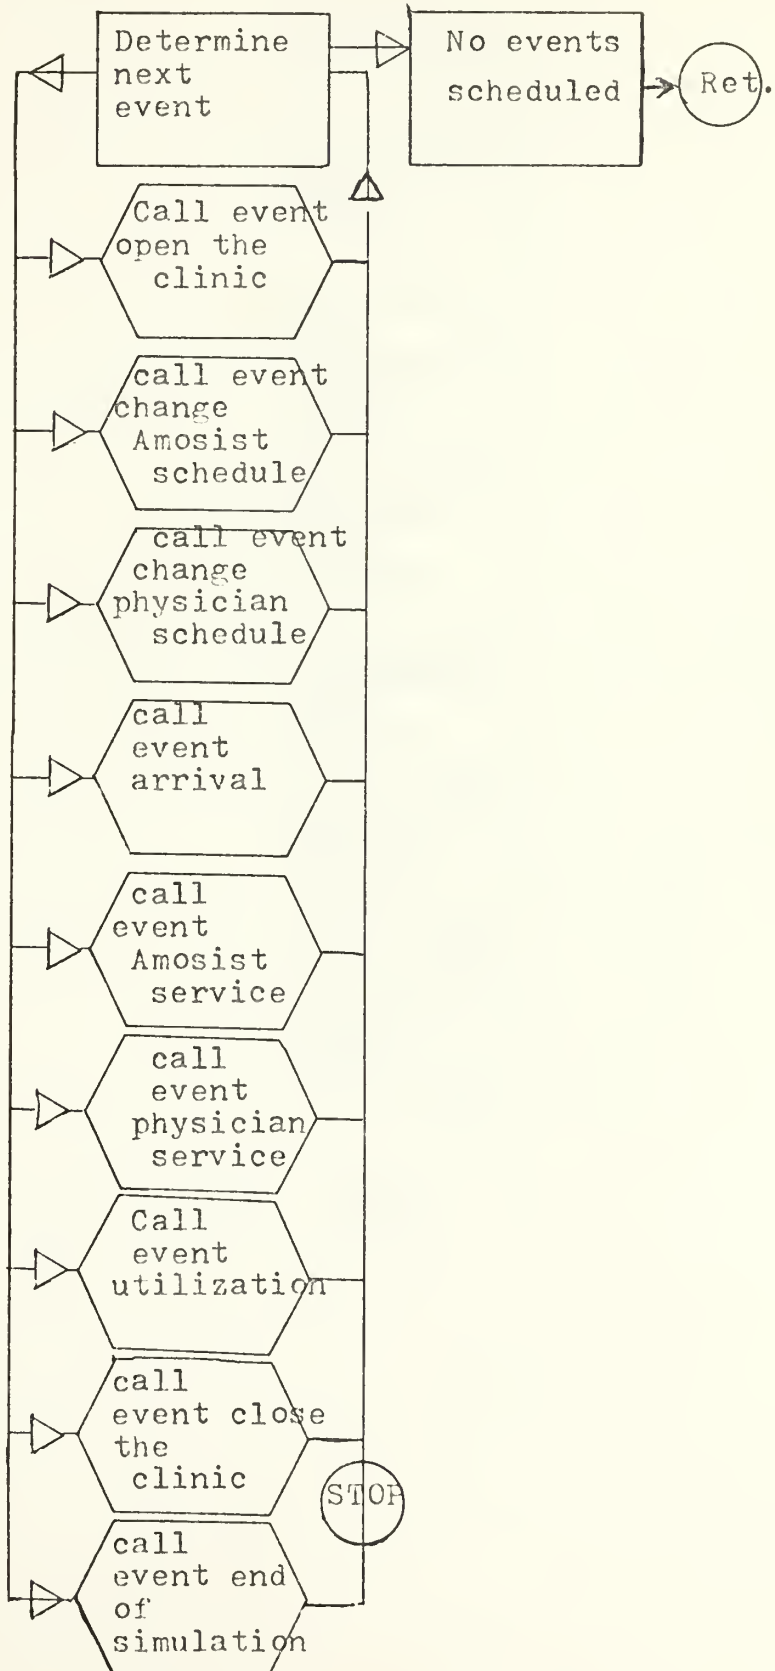 Determine
next
event
No events
scheduled
Ret.
Call event
open the
clinic
call event
change
Amosist
schedule
call event
change
physician
schedule
call
event
arrival
call
event
Amosist
service
call
event
physician
service
Call
event
utilization
call
event close
the
clinic
STOP
call
event end
of
simulation